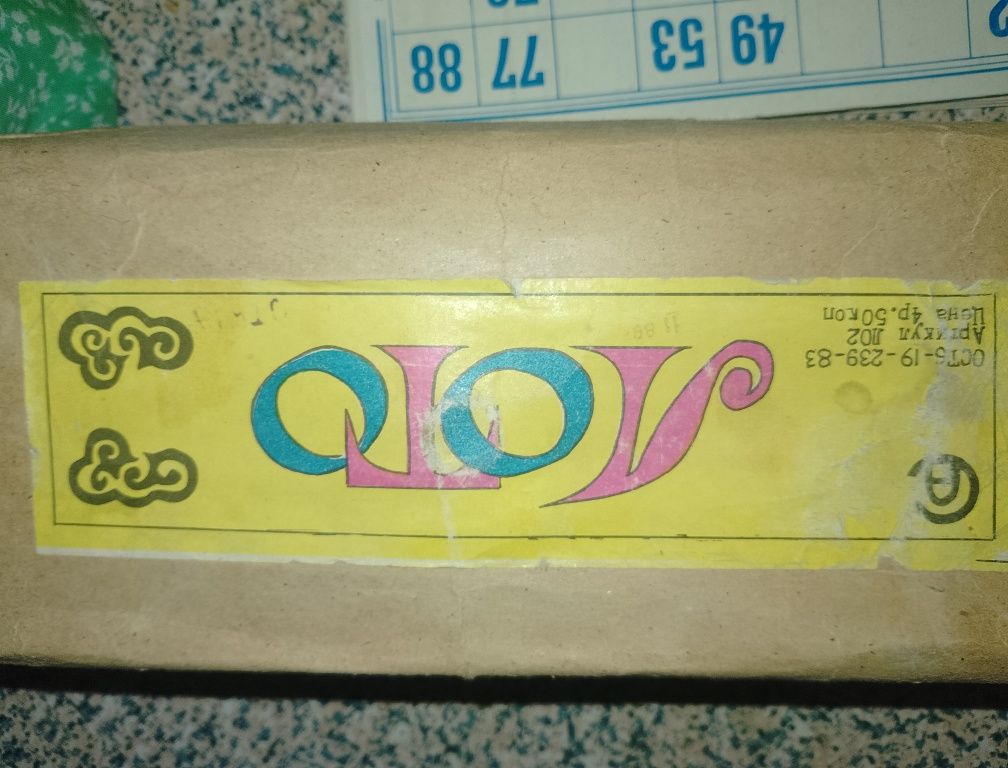 Лото
ОСТ6-19-239-83
Артикул Л02
Цена 4р.50коп
49 53 77 88